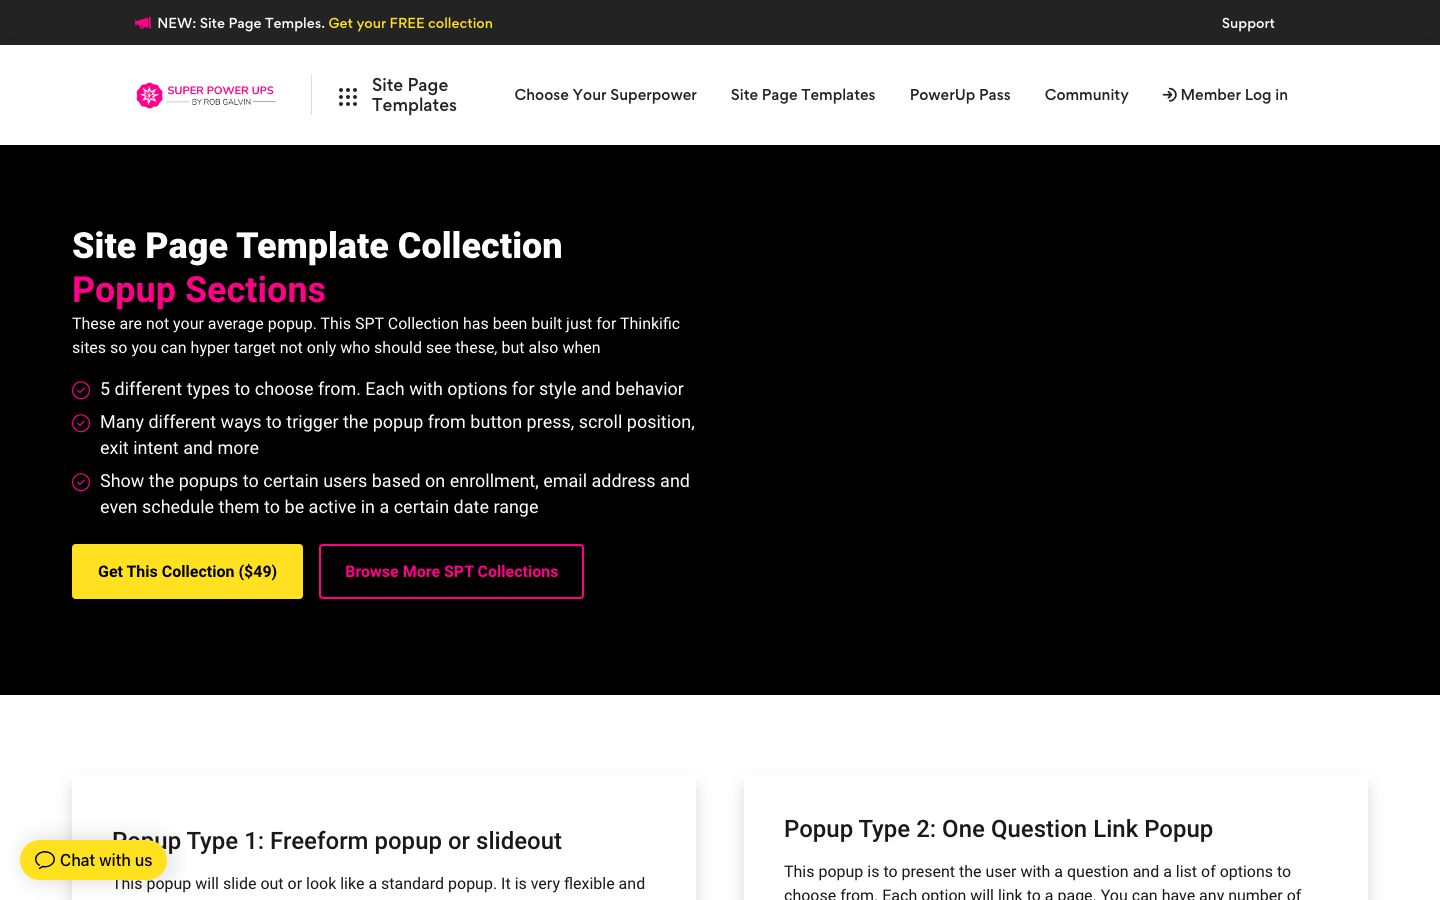 NEW: Site Page Temples. Get your FREE collection
Support
SUPER POWER UPS
BY ROB GALVIN
Site Page
Templates
Choose Your Superpower
Site Page Templates
PowerUp Pass
Community
Member Log in
Site Page Template Collection
Popup Sections
These are not your average popup. This SPT Collection has been built just for Thinkific
sites so you can hyper target not only who should see these, but also when
5 different types to choose from. Each with options for style and behavior
Many different ways to trigger the popup from button press, scroll position,
exit intent and more
Show the popups to certain users based on enrollment, email address and
even schedule them to be active in a certain date range
Get This Collection ($49)
Browse More SPT Collections
Popup Type 1: Freeform popup or slideout
This popup will slide out or look like a standard popup. It is very flexible and
Popup Type 2: One Question Link Popup
This popup is to present the user with a question and a list of options to
choose from. Each option will link to a page. You can have any number of
Chat with us